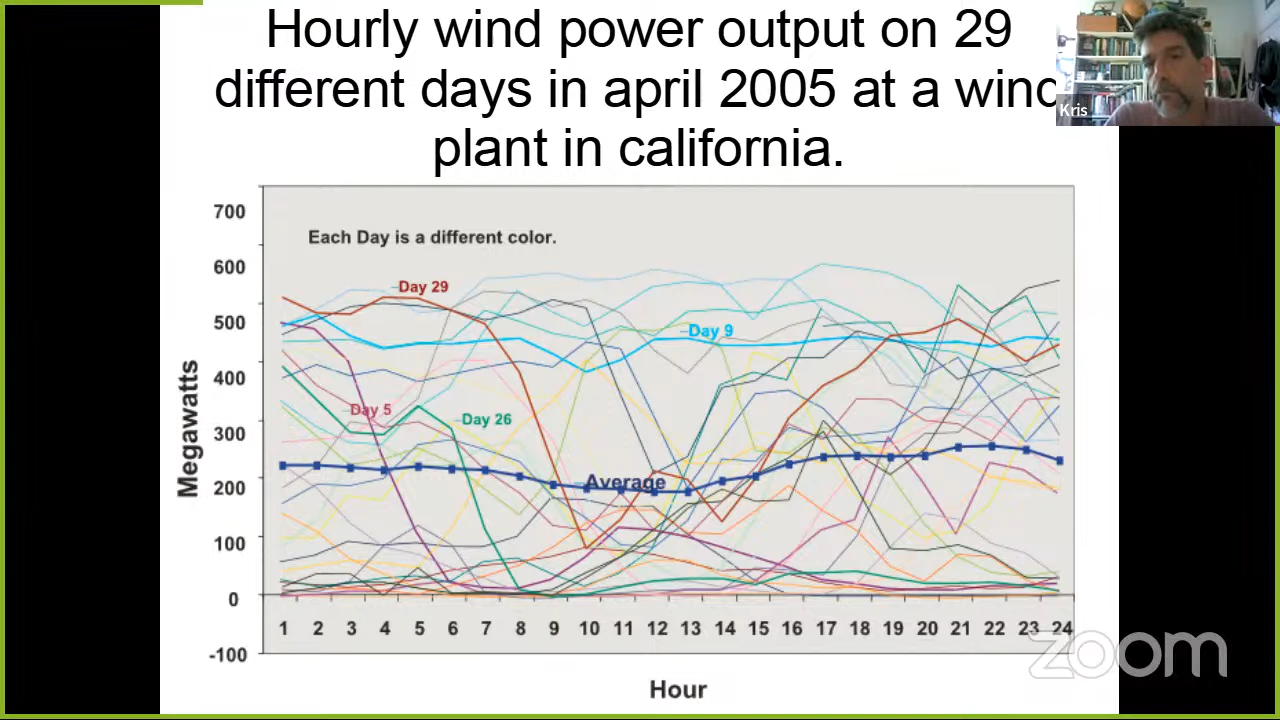 Hourly wind power output on 29
different days in april 2005 at a wind
plant in california.
Kris
700
Each Day is a different color.
600
Day 29
500
Day 9
400
Day 5
Day 26
300
200
Average
100
0
-100
Megawatts
1 2 3 4 5 6 7 8 9 10 11 12 13 14 15 16 17 18 19 20 21 22 23 24
Hour
zoom